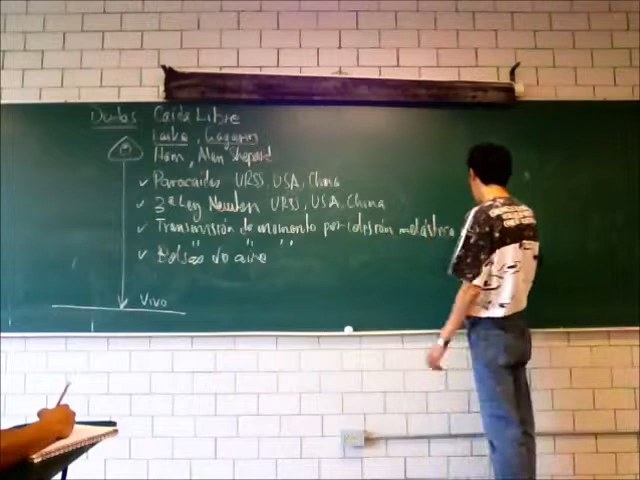 Dudas Caída Libre
Laika, Gagarin
Ham, Alan Shepard
Paracaidas URSS, USA, China
3ª Ley Newton URSS, USA, China
Transmisión de momento por colisión inelástica
Bolsas de aire
Vivo